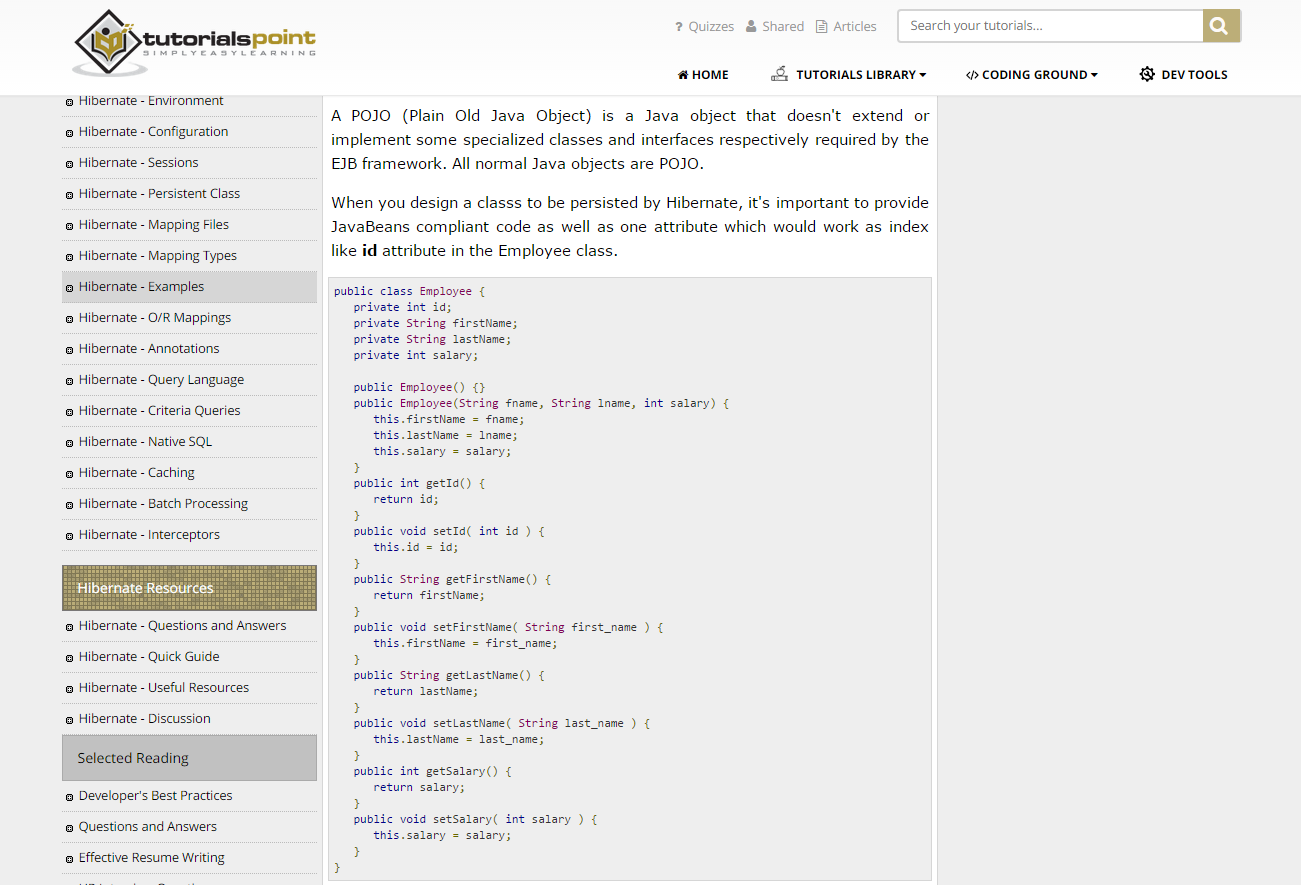 tutorialspoint
SIMPLYEASYLEARNING
? Quizzes Shared Articles
Search your tutorials...
HOME TUTORIALS LIBRARY </> CODING GROUND DEV TOOLS
Hibernate - Environment
Hibernate - Configuration
Hibernate - Sessions
Hibernate - Persistent Class
Hibernate - Mapping Files
Hibernate - Mapping Types
Hibernate - Examples
Hibernate - O/R Mappings
Hibernate - Annotations
Hibernate - Query Language
Hibernate - Criteria Queries
Hibernate - Native SQL
Hibernate - Caching
Hibernate - Batch Processing
Hibernate - Interceptors
Hibernate Resources
Hibernate - Questions and Answers
Hibernate - Quick Guide
Hibernate - Useful Resources
Hibernate - Discussion
Selected Reading
Developer's Best Practices
Questions and Answers
Effective Resume Writing
A POJO (Plain Old Java Object) is a Java object that doesn't extend or
implement some specialized classes and interfaces respectively required by the
EJB framework. All normal Java objects are POJO.
When you design a classs to be persisted by Hibernate, it's important to provide
JavaBeans compliant code as well as one attribute which would work as index
like id attribute in the Employee class.
public class Employee {
   private int id;
   private String firstName;
   private String lastName;
   private int salary;
   public Employee() {}
   public Employee(String fname, String lname, int salary) {
      this.firstName = fname;
      this.lastName = lname;
      this.salary = salary;
   }
   public int getId() {
      return id;
   }
   public void setId( int id ) {
      this.id = id;
   }
   public String getFirstName() {
      return firstName;
   }
   public void setFirstName( String first_name ) {
      this.firstName = first_name;
   }
   public String getLastName() {
      return lastName;
   }
   public void setLastName( String last_name ) {
      this.lastName = last_name;
   }
   public int getSalary() {
      return salary;
   }
   public void setSalary( int salary ) {
      this.salary = salary;
   }
}